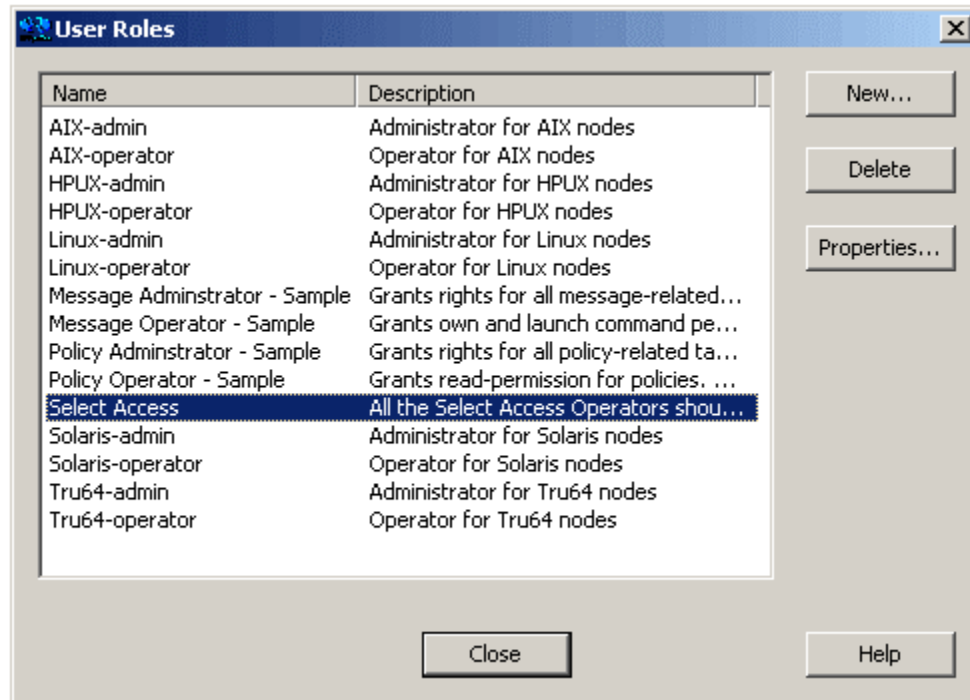 User Roles
Name Description
AIX-admin Administrator for AIX nodes
AIX-operator Operator for AIX nodes
HPUX-admin Administrator for HPUX nodes
HPUX-operator Operator for HPUX nodes
Linux-admin Administrator for Linux nodes
Linux-operator Operator for Linux nodes
Message Adminstrator - Sample Grants rights for all message-related...
Message Operator - Sample Grants own and launch command pe...
Policy Adminstrator - Sample Grants rights for all policy-related ta...
Policy Operator - Sample Grants read-permission for policies. ...
Select Access All the Select Access Operators shou...
Solaris-admin Administrator for Solaris nodes
Solaris-operator Operator for Solaris nodes
Tru64-admin Administrator for Tru64 nodes
Tru64-operator Operator for Tru64 nodes
New...
Delete
Properties...
Close Help